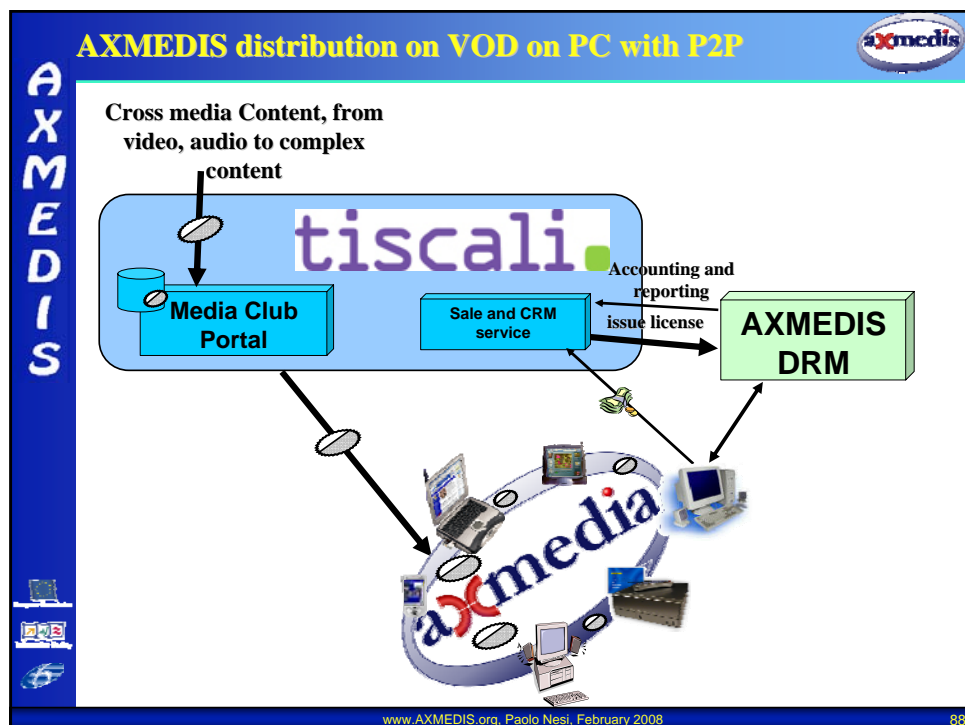 AXMEDIS distribution on VOD on PC with P2P
axmedis
AXMEDIS
Cross media Content, from
video, audio to complex
content
tiscali.
Accounting and
reporting
Media Club
Portal
Sale and CRM
service
issue license
AXMEDIS
DRM
axmedia
www.AXMEDIS.org, Paolo Nesi, February 2008
88